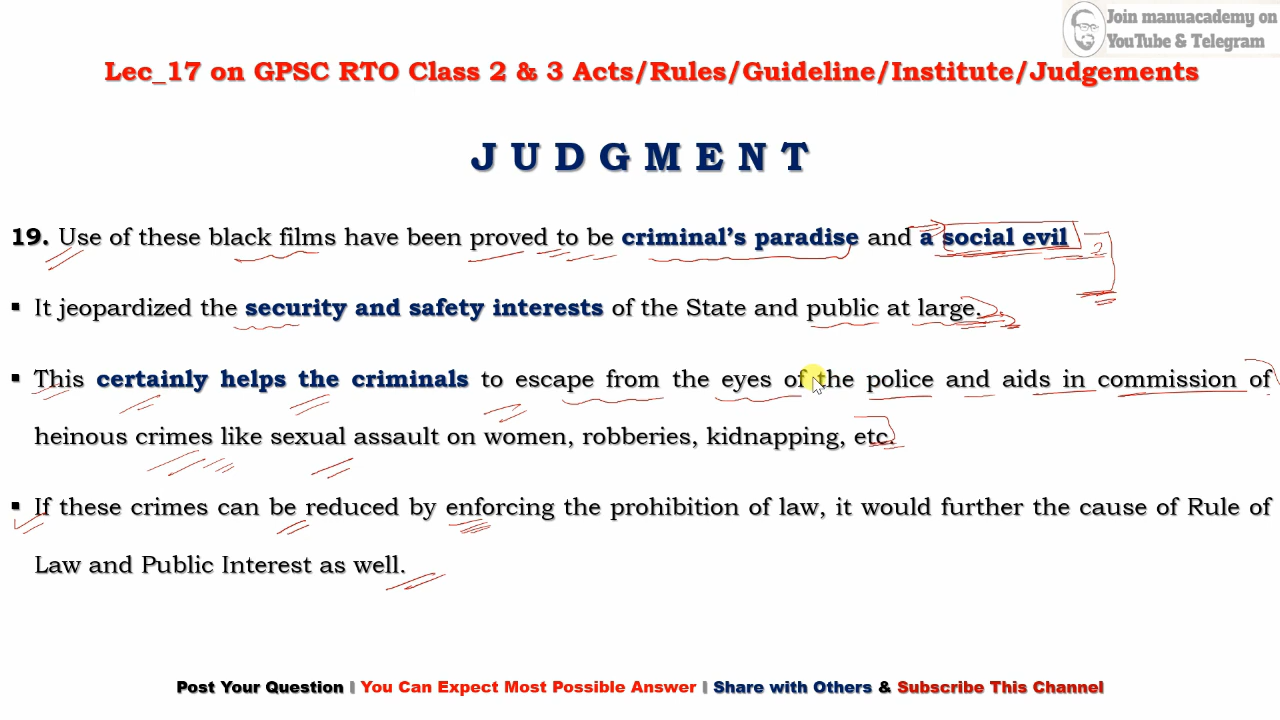 Join manuacademy on
YouTube & Telegram
Lec_17 on GPSC RTO Class 2 & 3 Acts/Rules/Guideline/Institute/Judgements
J U D G M E N T
19. Use of these black films have been proved to be criminal's paradise and a social evil
▪ It jeopardized the security and safety interests of the State and public at large.
▪ This certainly helps the criminals to escape from the eyes of the police and aids in commission of
heinous crimes like sexual assault on women, robberies, kidnapping, etc.
▪ If these crimes can be reduced by enforcing the prohibition of law, it would further the cause of Rule of
Law and Public Interest as well.
Post Your Question | You Can Expect Most Possible Answer | Share with Others & Subscribe This Channel